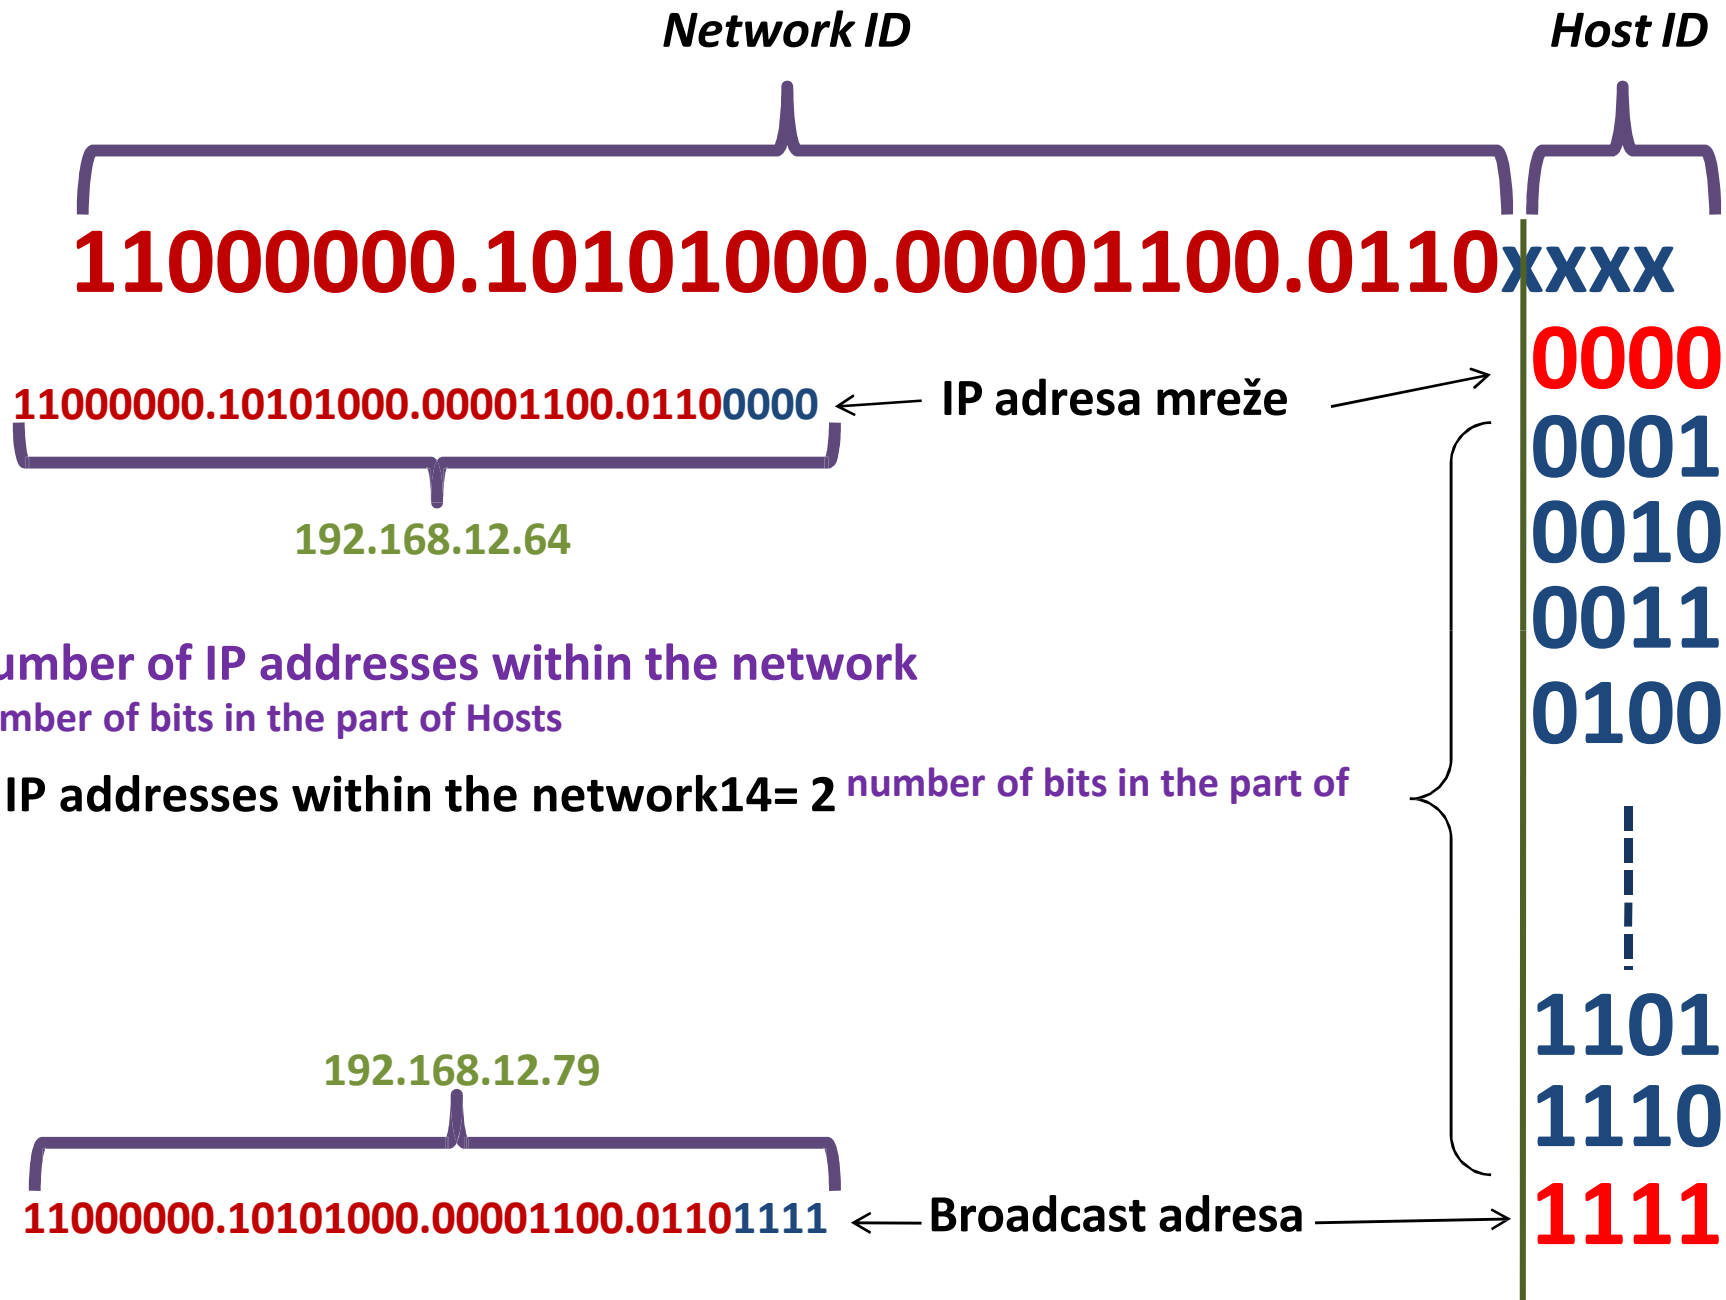 Network ID
Host ID
11000000.10101000.00001100.0110xxxx
0000
IP adresa mreže
11000000.10101000.00001100.01100000
0001
0010
192.168.12.64
0011
umber of IP addresses within the network
mber of bits in the part of Hosts
0100
IP addresses within the network14= 2 number of bits in the part of
1101
192.168.12.79
1110
11000000.10101000.00001100.01101111
Broadcast adresa
1111